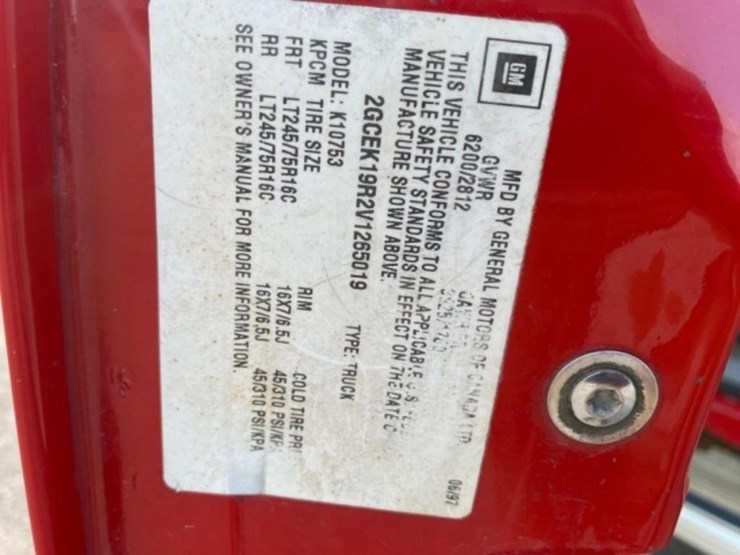 GM
MFD BY GENERAL MOTORS OF CANADA LTD
06/97
GVWR
6200/2812
THIS VEHICLE CONFORMS TO ALL APPLICABLE
VEHICLE SAFETY STANDARDS IN EFFECT ON THE DATE
MANUFACTURE SHOWN ABOVE.
2GCEK19R2V1265019 TYPE: TRUCK
MODEL: K10753
KPCM TIRE SIZE RIM COLD TIRE PR
FRT LT245/75R16C 16X7/6.5J 45/310 PSI/KP
RR LT245/75R16C 16X7/6.5J 45/310 PSI/KPA
SEE OWNER'S MANUAL FOR MORE INFORMATION.